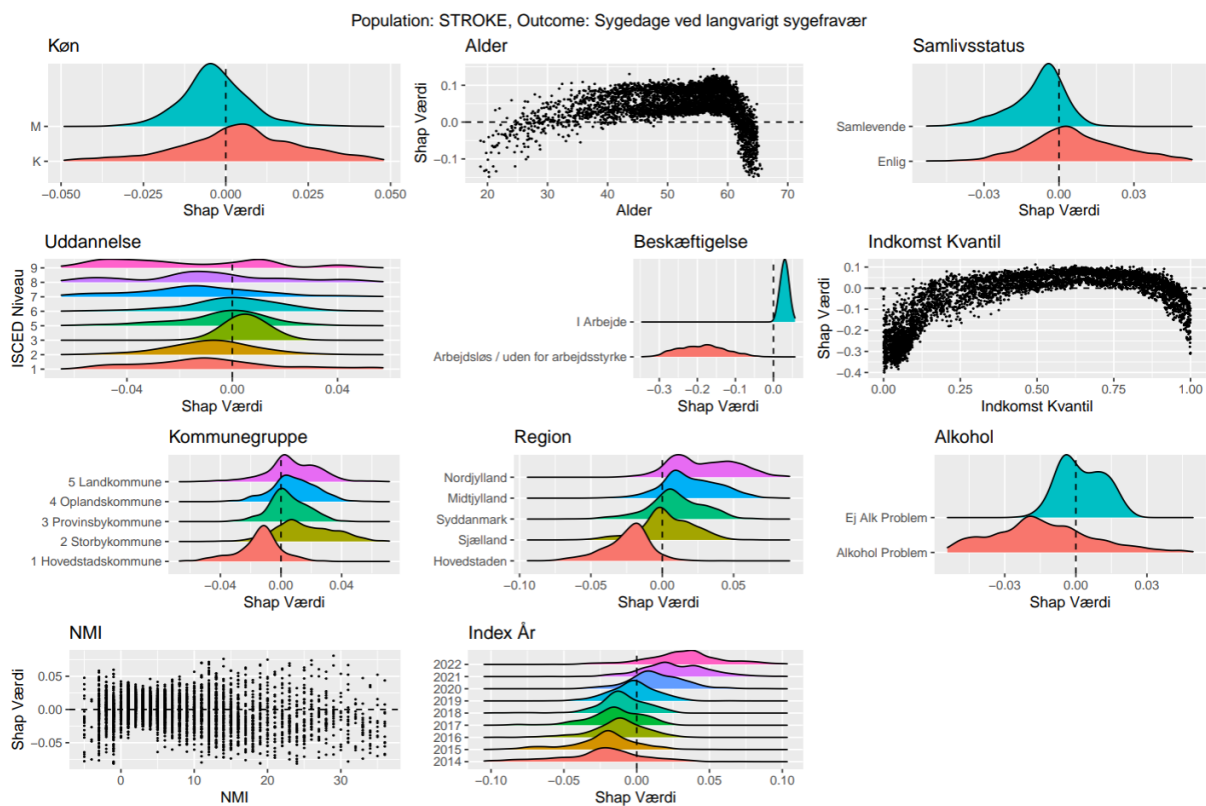 Population: STROKE, Outcome: Sygedage ved langvarigt sygefravær
Køn
M
K
−0.050 −0.025 0.000 0.025 0.050
Shap Værdi
Alder
Shap Værdi
0.1
0.0
−0.1
20 30 40 50 60 70
Alder
Samlivsstatus
Samlevende
Enlig
−0.03 0.00 0.03
Shap Værdi
Uddannelse
ISCED Niveau
9
8
7
6
5
3
2
1
−0.04 0.00 0.04
Shap Værdi
Beskæftigelse
I Arbejde
Arbejdsløs / uden for arbejdsstyrke
−0.3 −0.2 −0.1 0.0
Shap Værdi
Indkomst Kvantil
Shap Værdi
0.1
0.0
−0.1
−0.2
−0.3
−0.4
0.00 0.25 0.50 0.75 1.00
Indkomst Kvantil
Kommunegruppe
5 Landkommune
4 Oplandskommune
3 Provinsbykommune
2 Storbykommune
1 Hovedstadskommune
−0.04 0.00 0.04
Shap Værdi
Region
Nordjylland
Midtjylland
Syddanmark
Sjælland
Hovedstaden
−0.10 −0.05 0.00 0.05
Shap Værdi
Alkohol
Ej Alk Problem
Alkohol Problem
−0.03 0.00 0.03
Shap Værdi
NMI
Shap Værdi
0.05
0.00
−0.05
0 10 20 30
NMI
Index År
2022
2021
2020
2019
2018
2017
2016
2015
2014
−0.10 −0.05 0.00 0.05 0.10
Shap Værdi